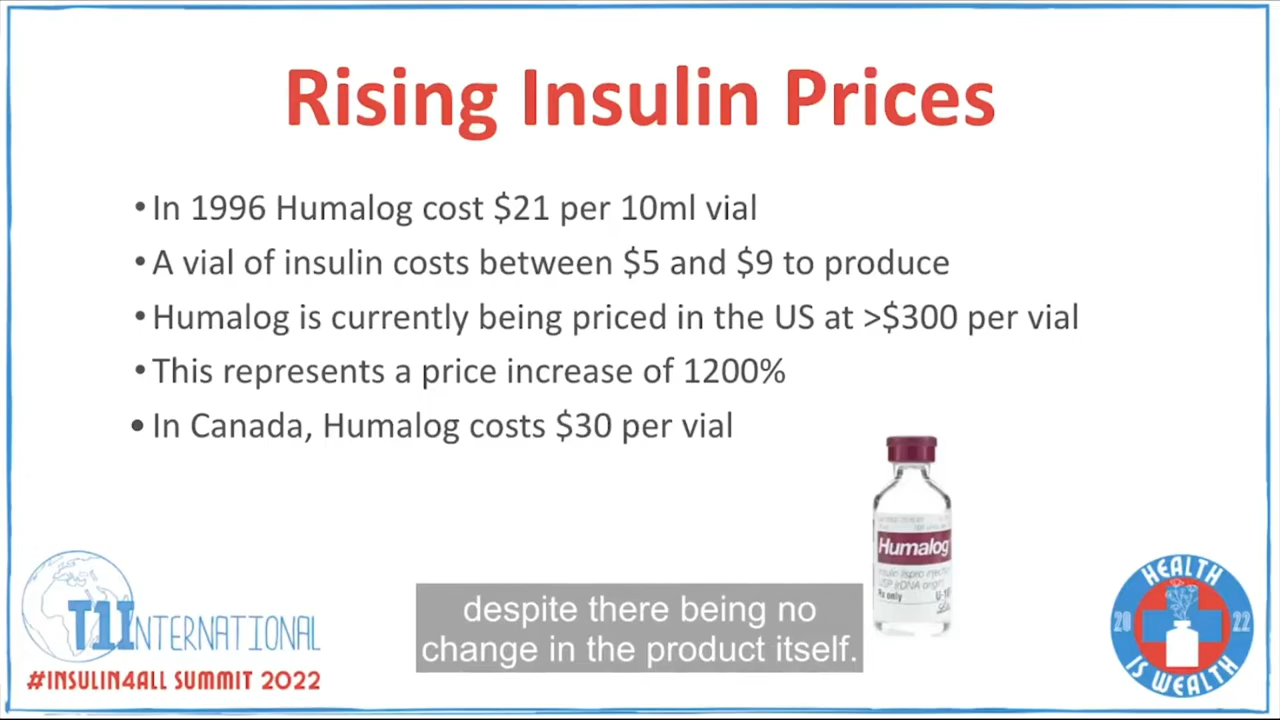 Rising Insulin Prices
•In 1996 Humalog cost $21 per 10ml vial
•A vial of insulin costs between $5 and $9 to produce
•Humalog is currently being priced in the US at >$300 per vial
•This represents a price increase of 1200%
•In Canada, Humalog costs $30 per vial
Humalog
insulin lispro injection
USP (rDNA origin)
Rx only
T1INTERNATIONAL
#INSULIN4ALL SUMMIT 2022
despite there being no
change in the product itself.
HEALTH
20 22
IS WEALTH